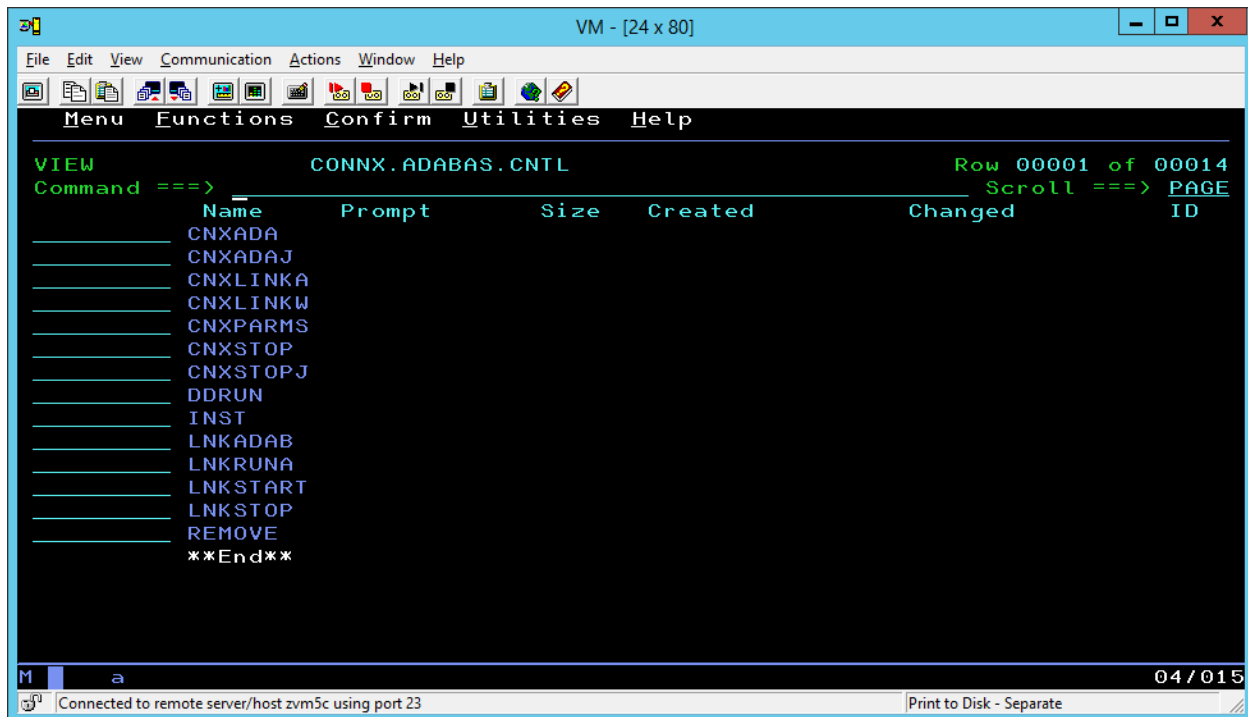 VM - [24 x 80]
File Edit View Communication Actions Window Help
Menu Functions Confirm Utilities Help
VIEW CONNX.ADABAS.CNTL Row 00001 of 00014
Command ===> Scroll ===> PAGE
Name Prompt Size Created Changed ID
CNXADA
CNXADAJ
CNXLINKA
CNXLINKW
CNXPARMS
CNXSTOP
CNXSTOPJ
DDRUN
INST
LNKADAB
LNKRUNA
LNKSTART
LNKSTOP
REMOVE
**End**
M a 04/015
Connected to remote server/host zvm5c using port 23 Print to Disk - Separate